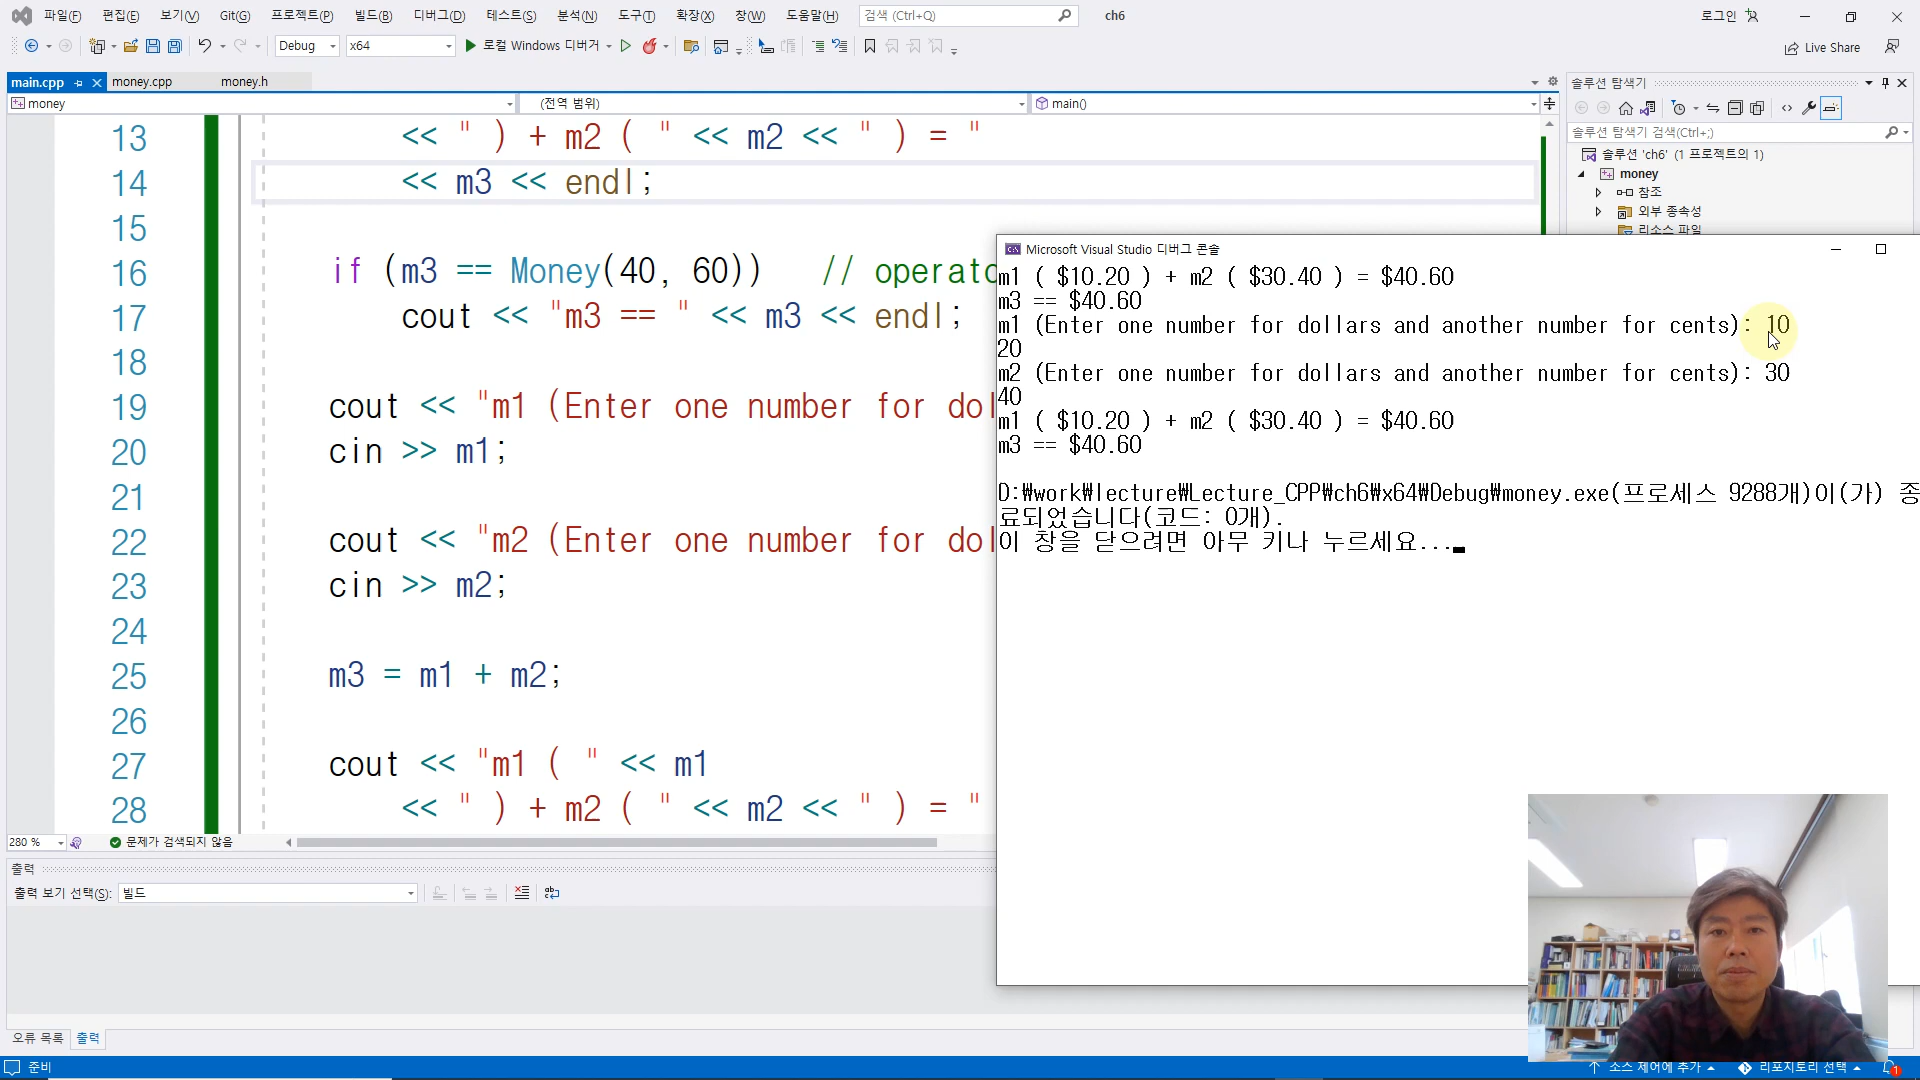 파일(F) 편집(E) 보기(V) Git(G) 프로젝트(P) 빌드(B) 디버그(D) 테스트(S) 분석(N) 도구(T) 확장(X) 창(W) 도움말(H) 검색 (Ctrl+Q) ch6 로그인
Debug x64 로컬 Windows 디버거 Live Share
main.cpp money.cpp money.h
money (전역 범위) main()
13 << " ) + m2 ( " << m2 << " ) = "
14 << m3 << endl;
15
16 if (m3 == Money(40, 60)) // operato
17 cout << "m3 == " << m3 << endl;
18
19 cout << "m1 (Enter one number for dol
20 cin >> m1;
21
22 cout << "m2 (Enter one number for dol
23 cin >> m2;
24
25 m3 = m1 + m2;
26
27 cout << "m1 ( " << m1
28 << " ) + m2 ( " << m2 << " ) = "
280 % 문제가 검색되지 않음
솔루션 탐색기
솔루션 탐색기 검색(Ctrl+;)
솔루션 'ch6' (1 프로젝트의 1)
money
참조
외부 종속성
리소스 파일
Microsoft Visual Studio 디버그 콘솔
m1 ( $10.20 ) + m2 ( $30.40 ) = $40.60
m3 == $40.60
m1 (Enter one number for dollars and another number for cents): 10
20
m2 (Enter one number for dollars and another number for cents): 30
40
m1 ( $10.20 ) + m2 ( $30.40 ) = $40.60
m3 == $40.60
D:₩work₩lecture₩Lecture_CPP₩ch6₩x64₩Debug₩money.exe(프로세스 9288개)이(가) 종
료되었습니다(코드: 0개).
이 창을 닫으려면 아무 키나 누르세요...
출력
출력 보기 선택(S): 빌드
오류 목록 출력
준비 소스 제어에 추가 리포지토리 선택 1